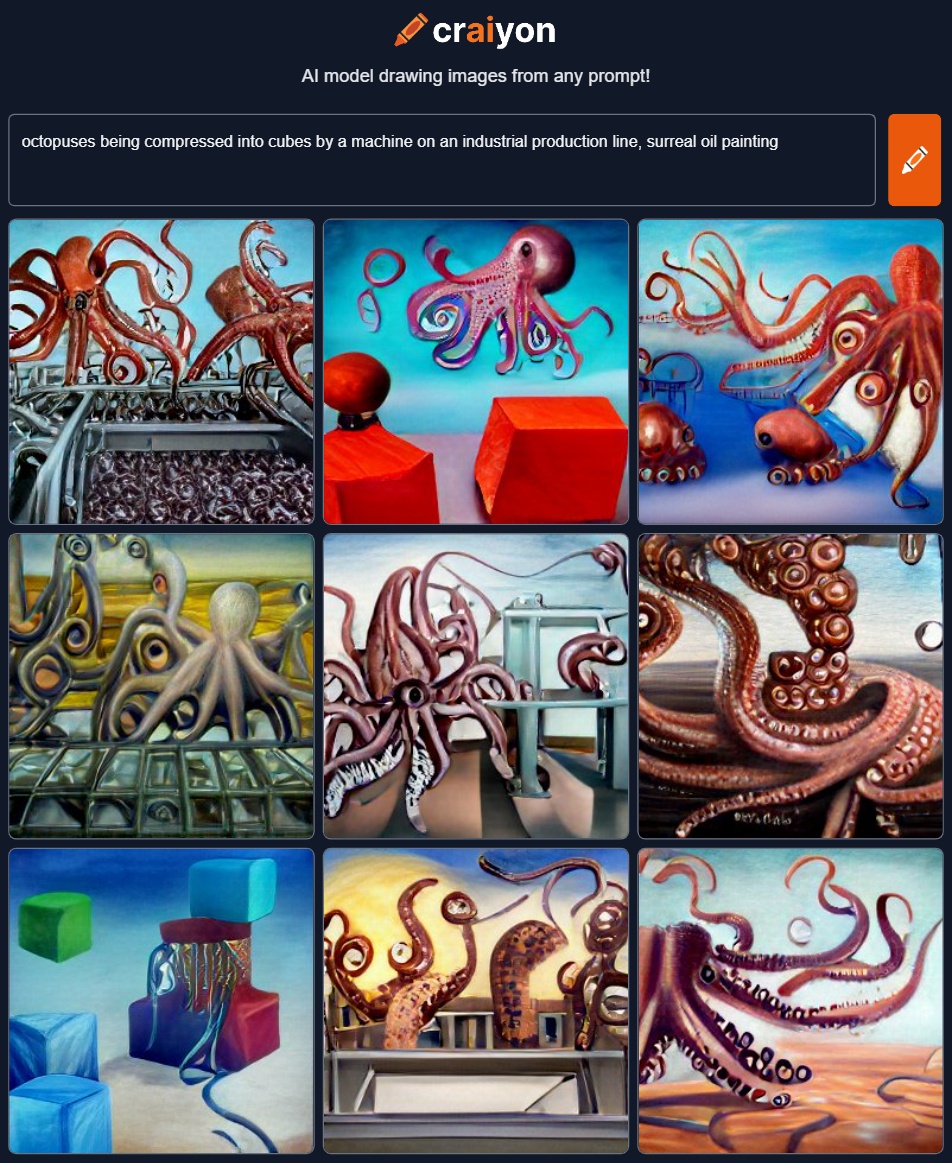 craiyon
AI model drawing images from any prompt!
octopuses being compressed into cubes by a machine on an industrial production line, surreal oil painting